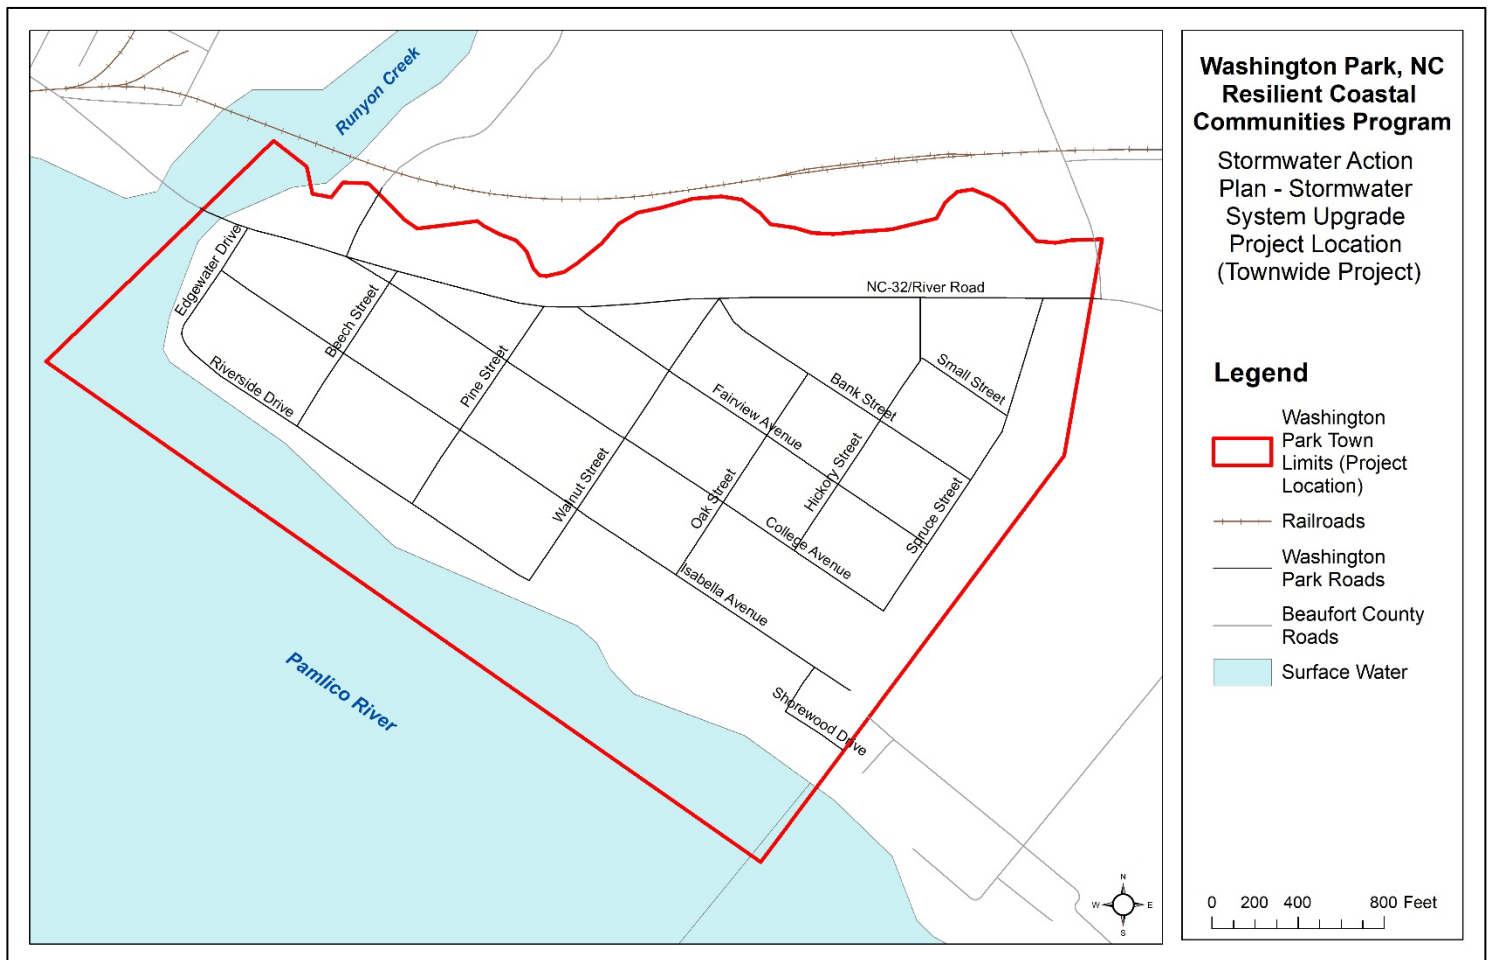 Runyon Creek
Edgewater Drive
Beech Street
Riverside Drive
Pine Street
NC-32/River Road
Small Street
Bank Street
Fairview Avenue
Hickory Street
Walnut Street
Oak Street
Spruce Street
College Avenue
Isabella Avenue
Shorewood Drive
Pamlico River
N
W
E
S
Washington Park, NC
Resilient Coastal
Communities Program
Stormwater Action
Plan - Stormwater
System Upgrade
Project Location
(Townwide Project)
Legend
Washington
Park Town
Limits (Project
Location)
Railroads
Washington
Park Roads
Beaufort County
Roads
Surface Water
0 200 400 800 Feet